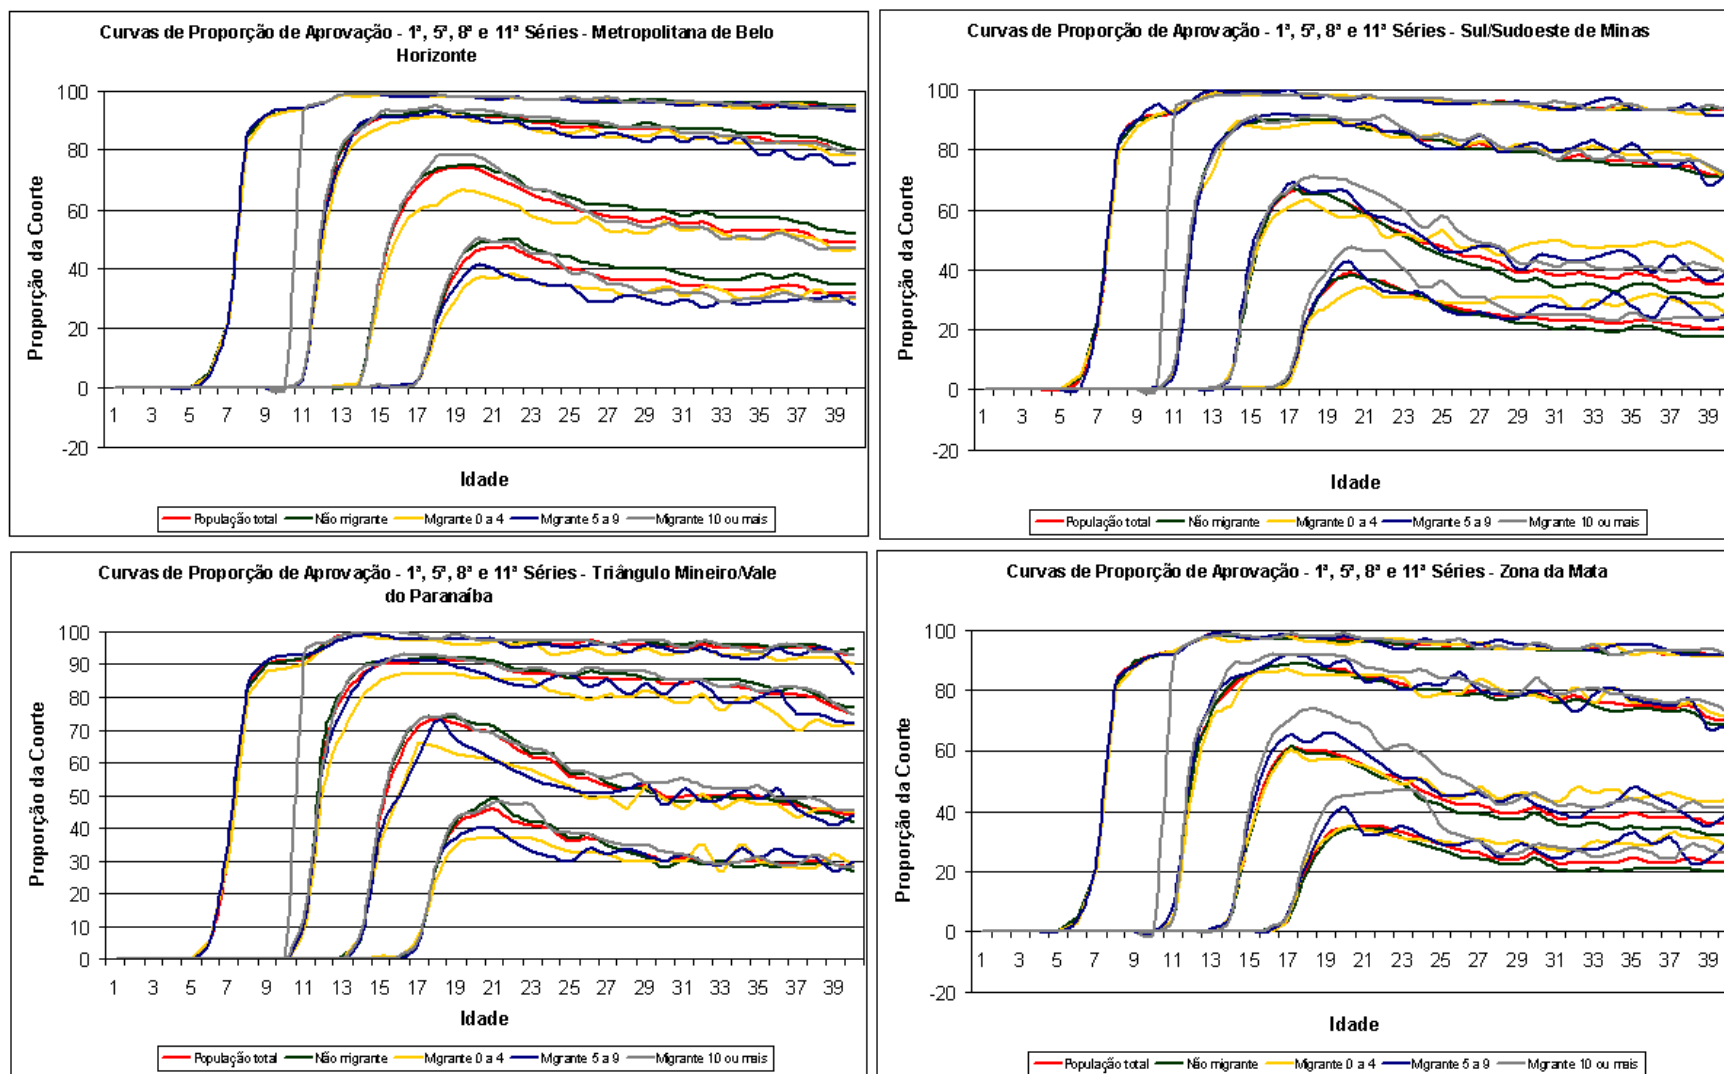 Curvas de Proporção de Aprovação - 1ª, 5ª, 8ª e 11ª Séries - Metropolitana de Belo
Horizonte
Proporção da Coorte
100
80
60
40
20
0
-20
1 3 5 7 9 11 13 15 17 19 21 23 25 27 29 31 33 35 37 39
Idade
População total Não migrante Migrante 0 a 4 Migrante 5 a 9 Migrante 10 ou mais
Curvas de Proporção de Aprovação - 1ª, 5ª, 8ª e 11ª Séries - Sul/Sudoeste de Minas
Proporção da Coorte
100
80
60
40
20
0
-20
1 3 5 7 9 11 13 15 17 19 21 23 25 27 29 31 33 35 37 39
Idade
População total Não migrante Migrante 0 a 4 Migrante 5 a 9 Migrante 10 ou mais
Curvas de Proporção de Aprovação - 1ª, 5ª, 8ª e 11ª Séries - Triângulo Mineiro/Vale
do Paranaíba
Proporção da Coorte
100
90
80
70
60
50
40
30
20
10
0
1 3 5 7 9 11 13 15 17 19 21 23 25 27 29 31 33 35 37 39
Idade
População total Não migrante Migrante 0 a 4 Migrante 5 a 9 Migrante 10 ou mais
Curvas de Proporção de Aprovação - 1ª, 5ª, 8ª e 11ª Séries - Zona da Mata
Proporção da Coorte
100
80
60
40
20
0
-20
1 3 5 7 9 11 13 15 17 19 21 23 25 27 29 31 33 35 37 39
Idade
População total Não migrante Migrante 0 a 4 Migrante 5 a 9 Migrante 10 ou mais